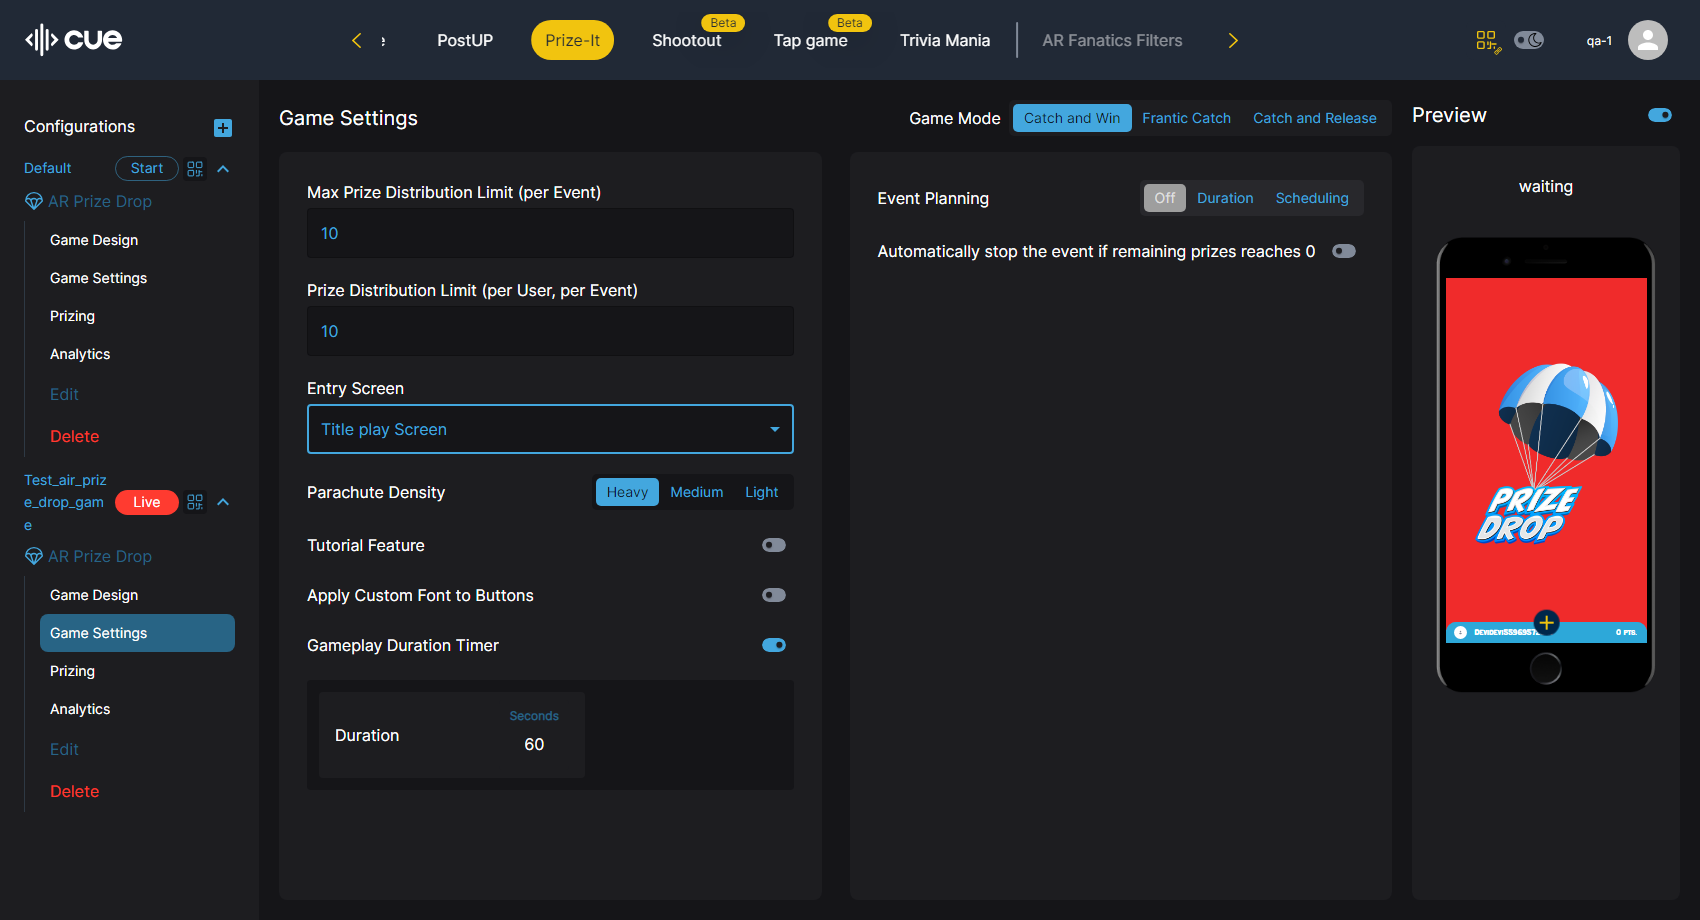 cue
PostUP
Prize-It
Beta
Shootout
Beta
Tap game
Trivia Mania
AR Fanatics Filters
qa-1
Configurations
Default
Start
AR Prize Drop
Game Design
Game Settings
Prizing
Analytics
Edit
Delete
Test_air_priz
e_drop_gam
e
Live
AR Prize Drop
Game Design
Game Settings
Prizing
Analytics
Edit
Delete
Game Settings
Game Mode
Catch and Win
Frantic Catch
Catch and Release
Max Prize Distribution Limit (per Event)
10
Prize Distribution Limit (per User, per Event)
10
Entry Screen
Title play Screen
Parachute Density
Heavy
Medium
Light
Tutorial Feature
Apply Custom Font to Buttons
Gameplay Duration Timer
Duration
Seconds
60
Event Planning
Off
Duration
Scheduling
Automatically stop the event if remaining prizes reaches 0
Preview
waiting
PRIZE
DROP
0 PTS.